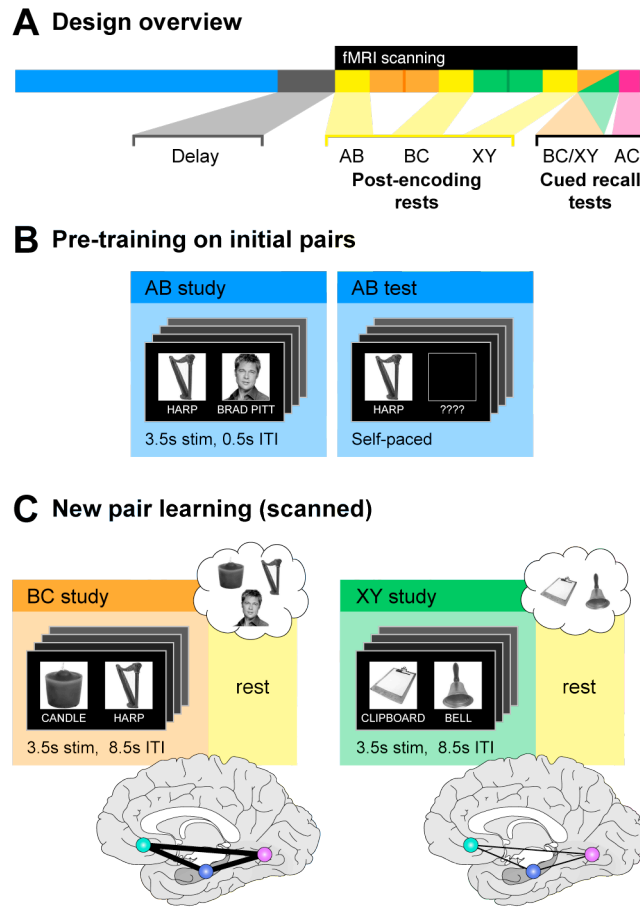 A Design overview
fMRI scanning
Delay
AB BC XY
Post-encoding
rests
BC/XY AC
Cued recall
tests
B Pre-training on initial pairs
AB study
HARP BRAD PITT
3.5s stim, 0.5s ITI
AB test
HARP ????
Self-paced
C New pair learning (scanned)
BC study
CANDLE HARP
3.5s stim, 8.5s ITI
rest
XY study
CLIPBOARD BELL
3.5s stim, 8.5s ITI
rest